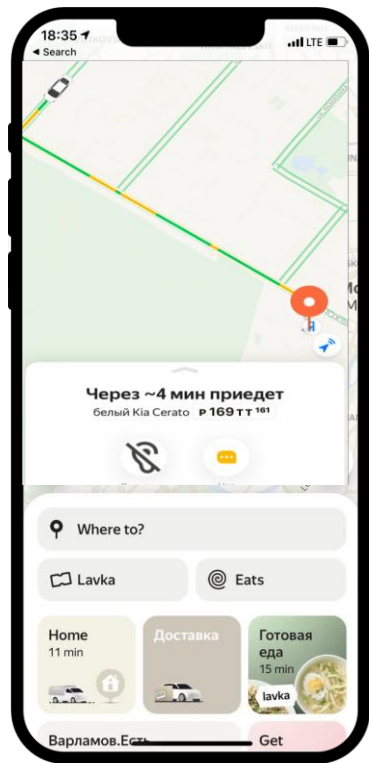 18:35
LTE
Search
Через ~4 мин приедет
белый Kia Cerato P 169 TT 161
Where to?
Lavka
Eats
Home
11 min
Доставка
Готовая
еда
15 min
lavka
Варламов.Есть
Get